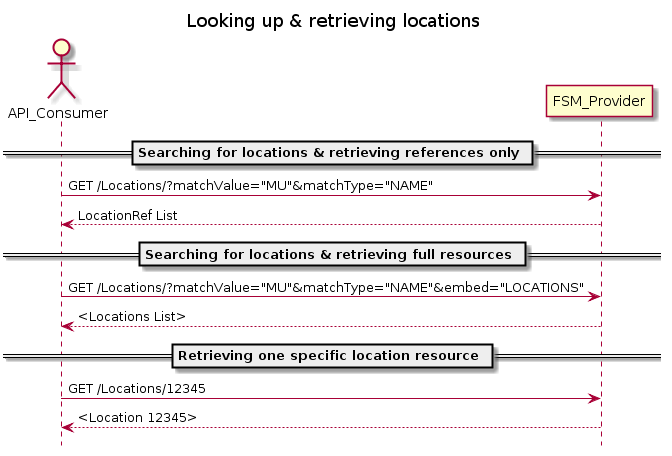 Looking up & retrieving locations
API_Consumer
FSM_Provider
Searching for locations & retrieving references only
GET /Locations/?matchValue="MU"&matchType="NAME"
LocationRef List
Searching for locations & retrieving full resources
GET /Locations/?matchValue="MU"&matchType="NAME"&embed="LOCATIONS"
<Locations List>
Retrieving one specific location resource
GET /Locations/12345
<Location 12345>